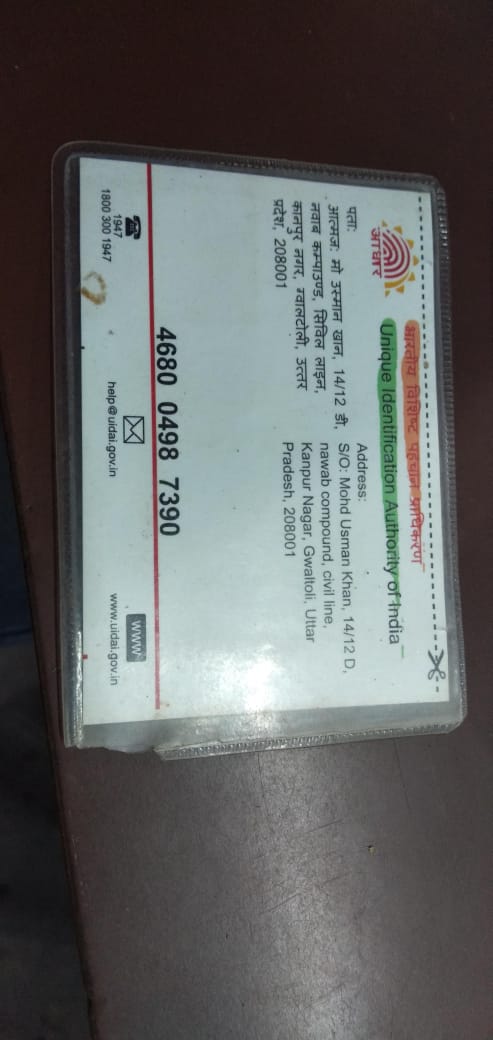 आधार
भारतीय विशिष्ट पहचान प्राधिकरण
Unique Identification Authority of India
पता:
आत्मज: मो उस्मान खान, 14/12 डी,
नवाब कम्पाउण्ड, सिविल लाइन,
कानपुर नगर, ग्वालटोली, उत्तर
प्रदेश, 208001
Address:
S/O: Mohd Usman Khan, 14/12 D,
nawab compound, civil line,
Kanpur Nagar, Gwaltoli, Uttar
Pradesh, 208001
4680 0498 7390
1947
1800 300 1947
help@uidai.gov.in
www
www.uidai.gov.in